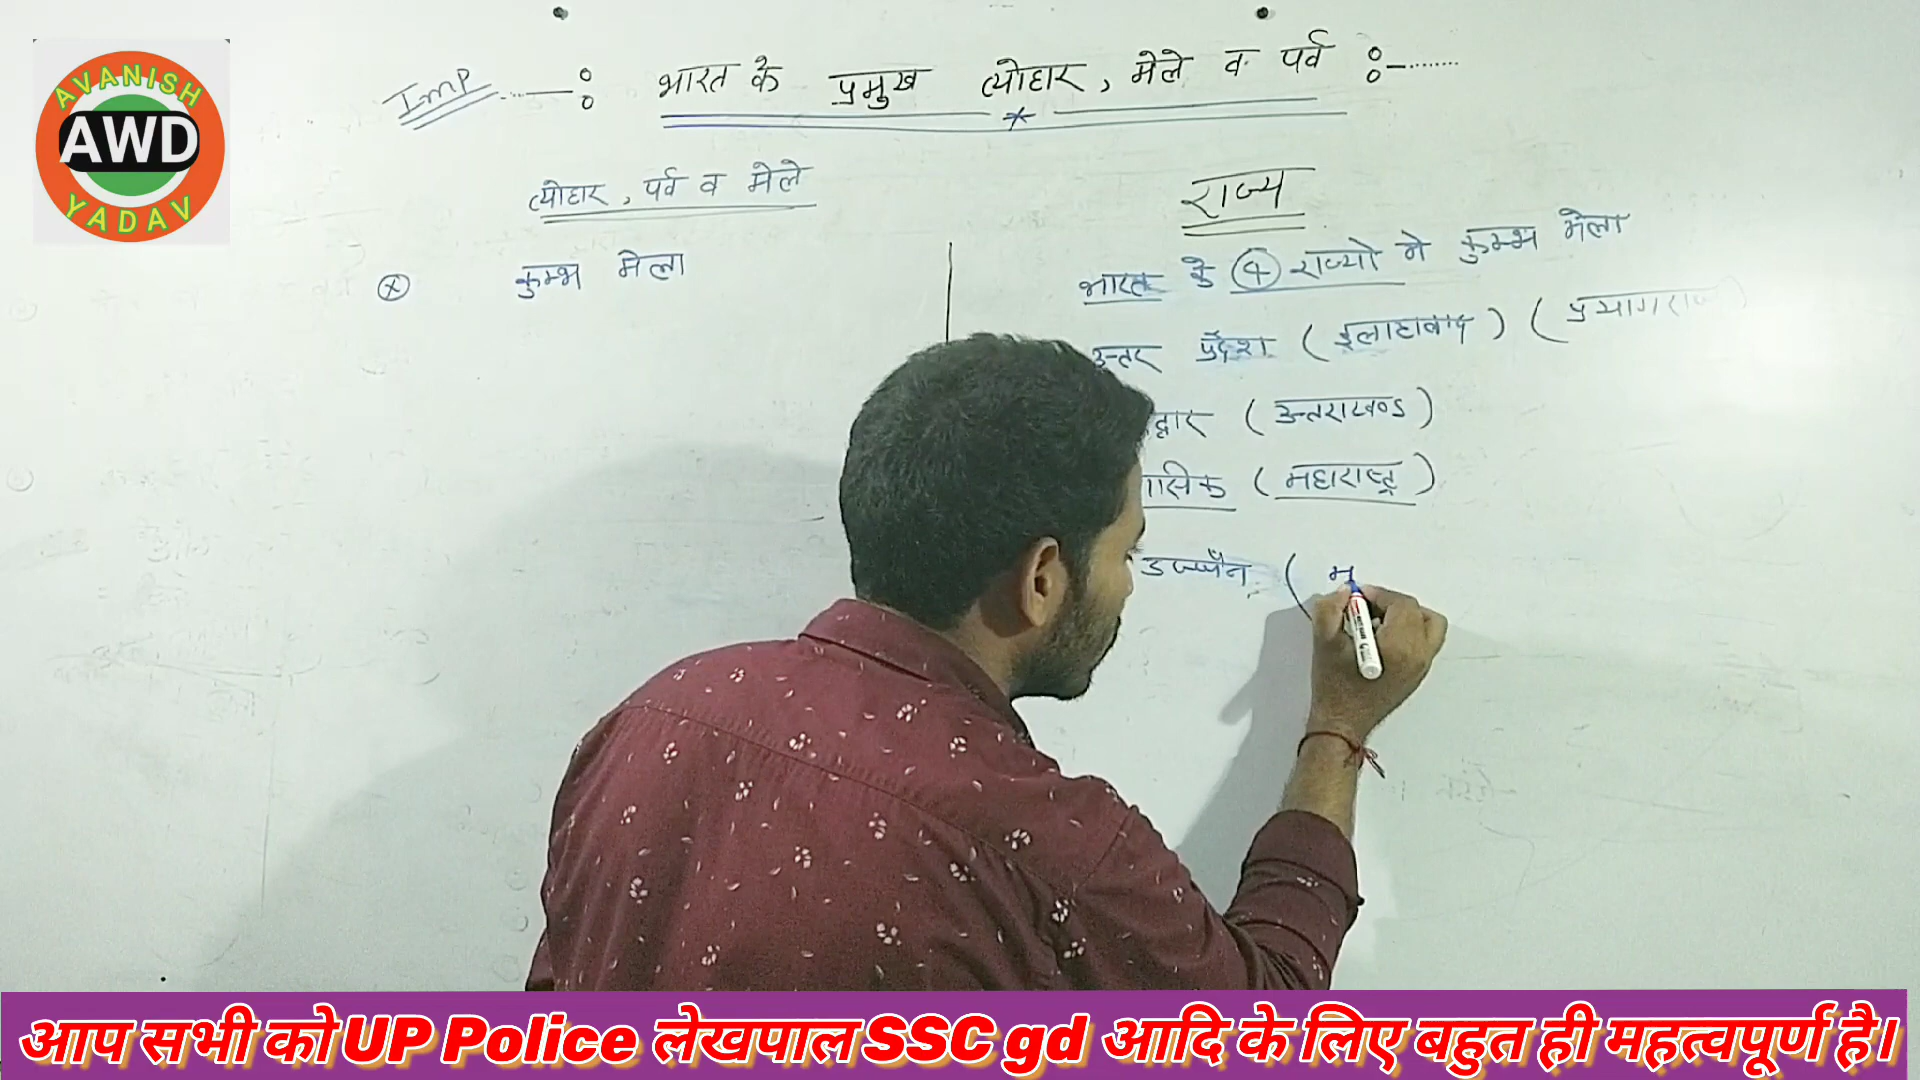 AVANISH
AWD
YADAV
Imp : भारत के प्रमुख त्योहार, मेले व पर्व :-
त्योहार, पर्व व मेले
राज्य
कुम्भ मेला
भारत के ४ राज्यो मे कुम्भ मेला
उत्तर प्रदेश (इलाहाबाद) (प्रयागराज)
द्वार (उत्तराखण्ड)
नासिक (महाराष्ट्र)
उज्जैन ( म
आप सभी को UP Police लेखपाल SSC gd आदि के लिए बहुत ही महत्वपूर्ण है।